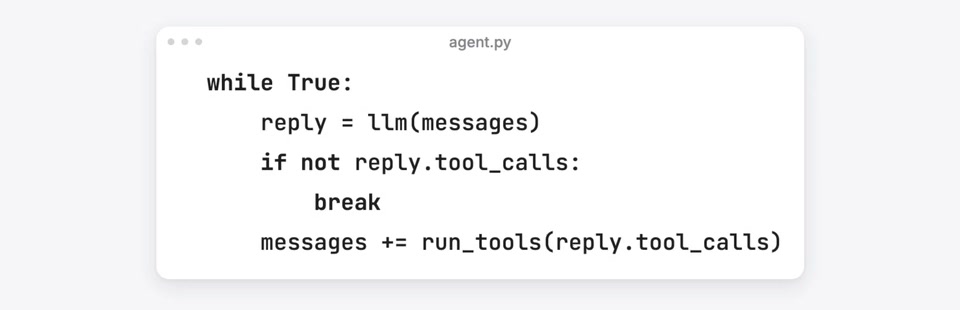 agent.py
while True:
    reply = llm(messages)
    if not reply.tool_calls:
        break
    messages += run_tools(reply.tool_calls)